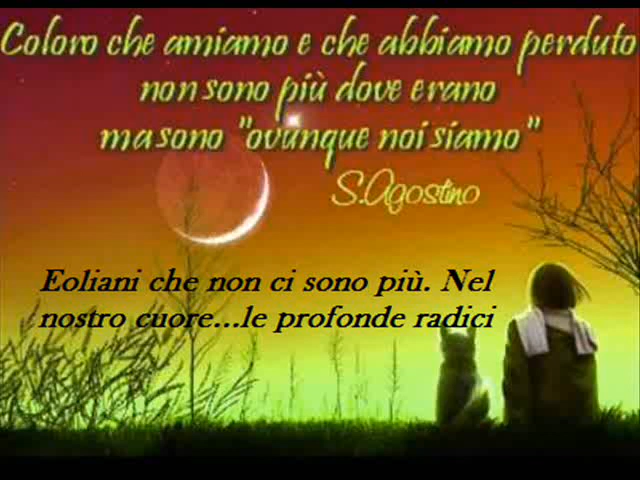 Coloro che amiamo e che abbiamo perduto
non sono più dove erano
ma sono "ovunque noi siamo"
S.Agostino
Eoliani che non ci sono più. Nel
nostro cuore...le profonde radici